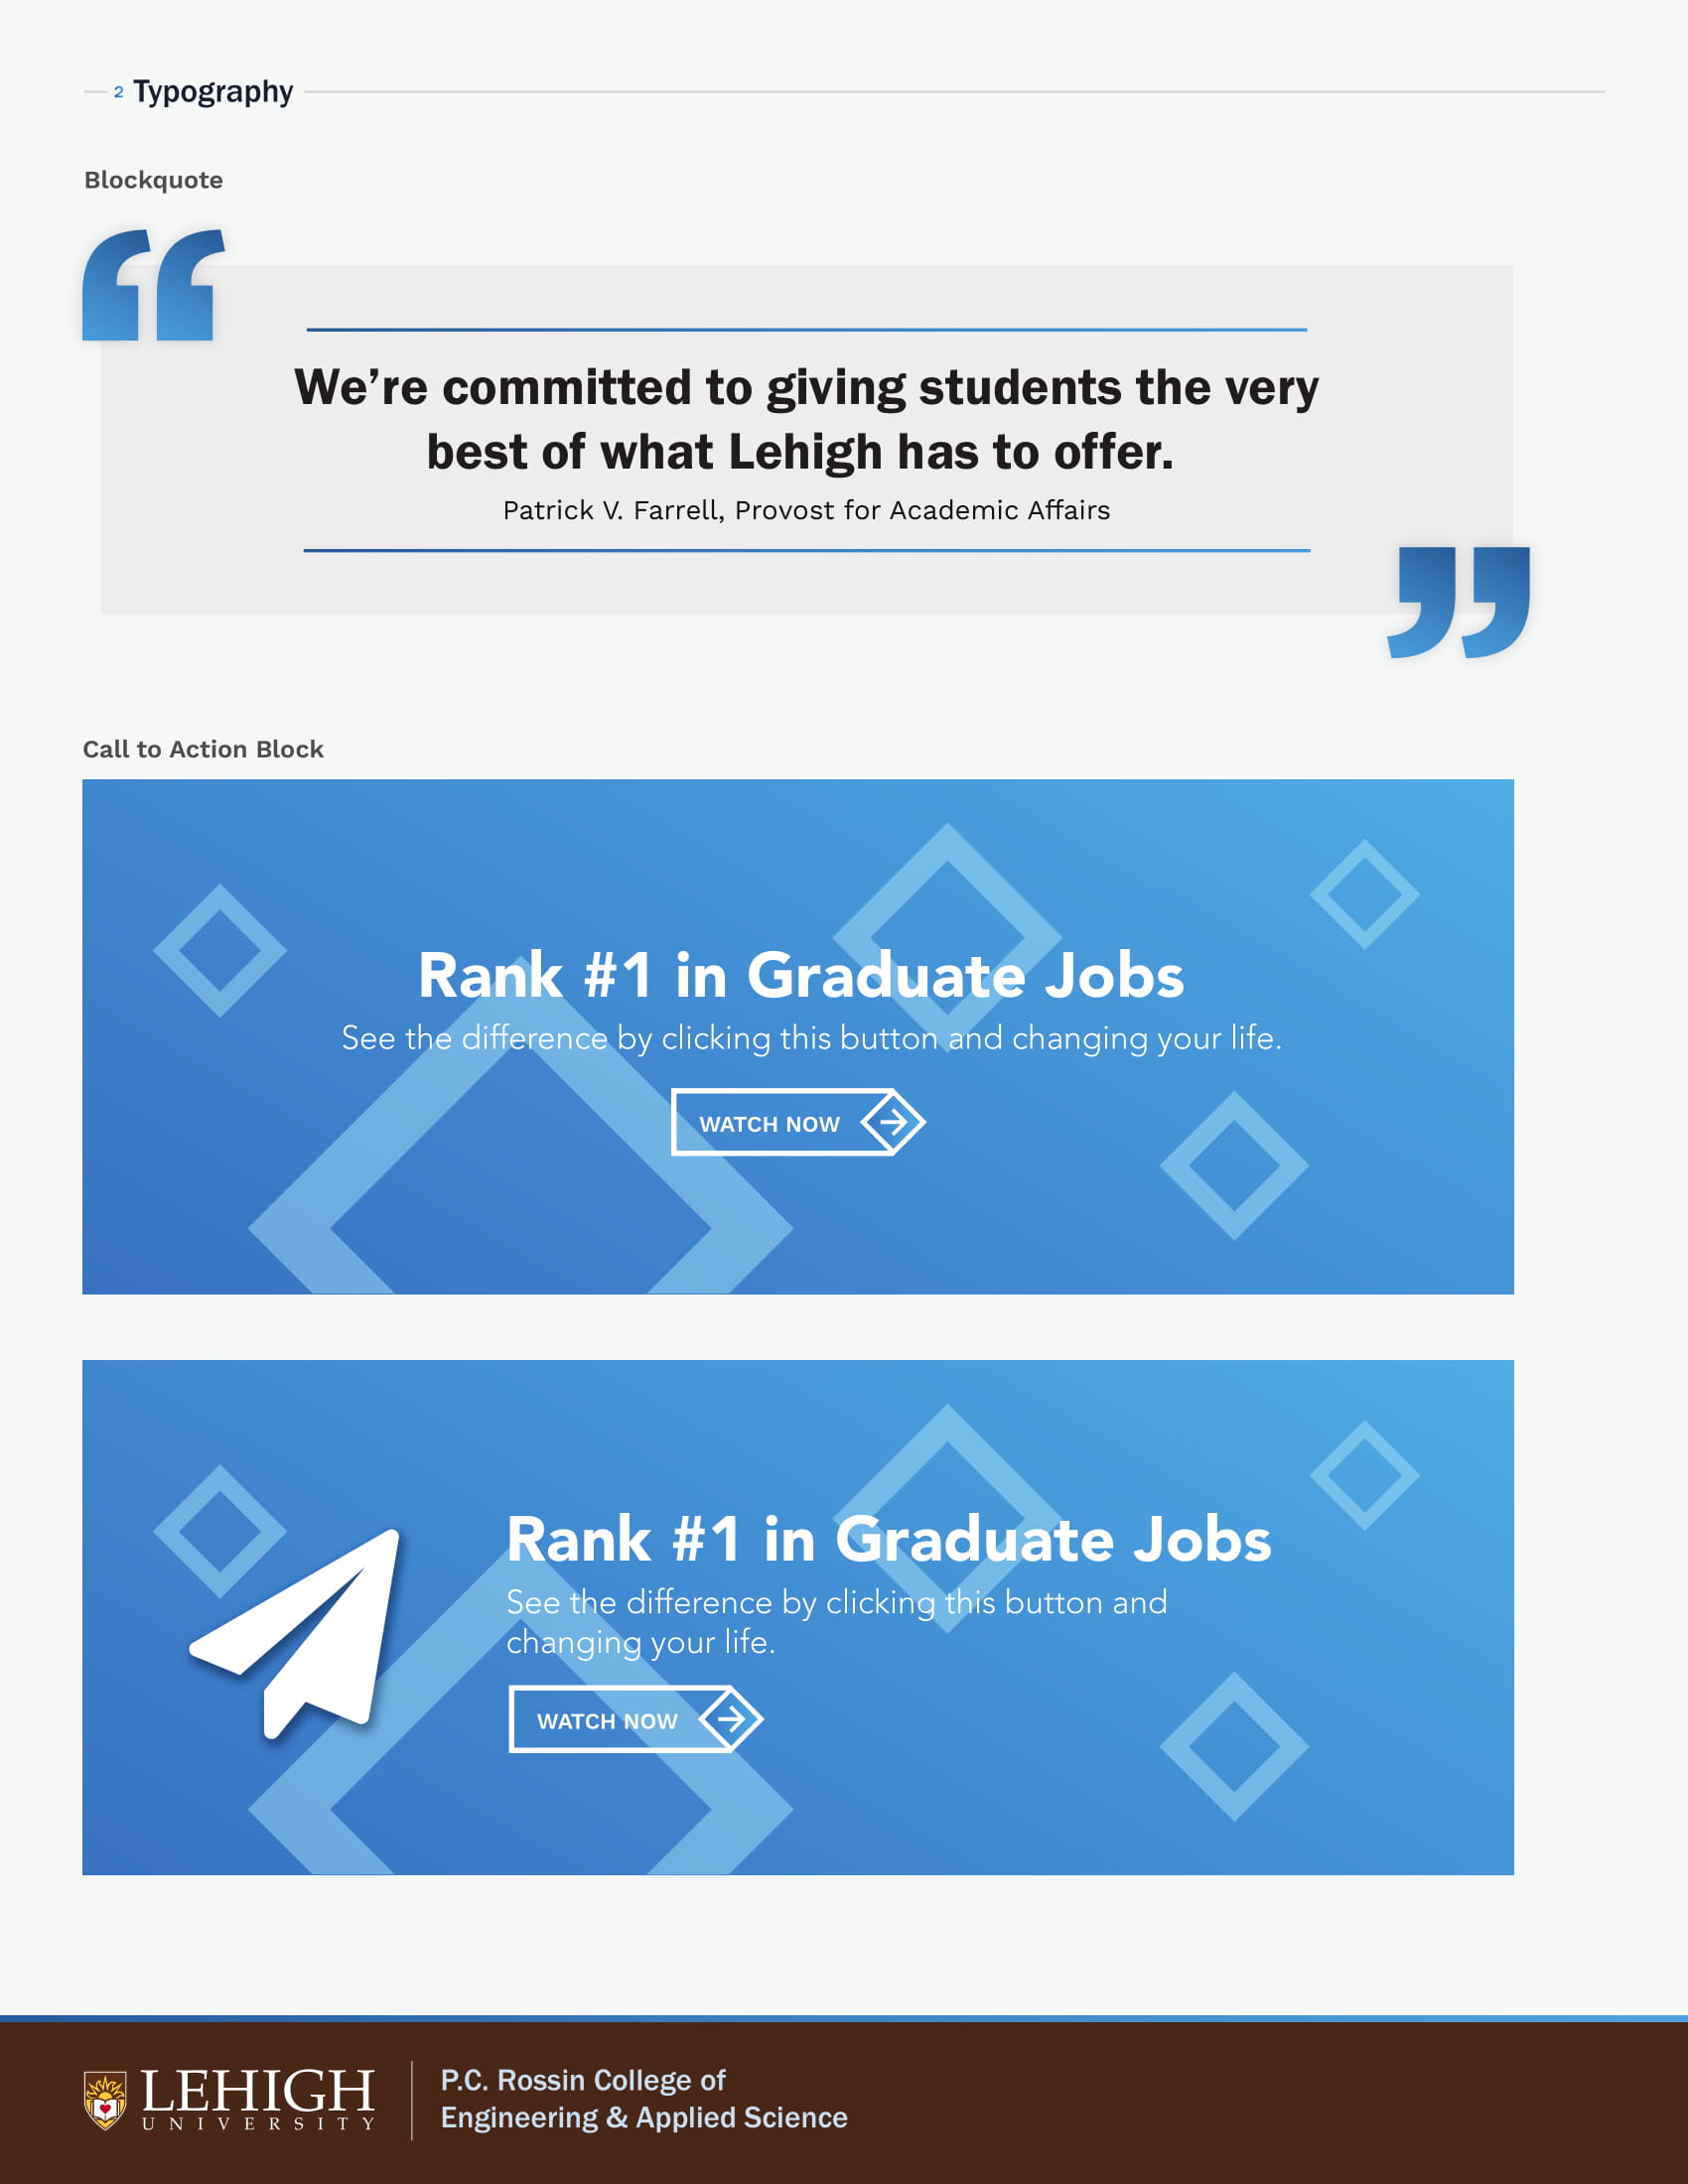 2 Typography
Blockquote
“
We’re committed to giving students the very
best of what Lehigh has to offer.
Patrick V. Farrell, Provost for Academic Affairs
”
Call to Action Block
Rank #1 in Graduate Jobs
See the difference by clicking this button and changing your life.
WATCH NOW
Rank #1 in Graduate Jobs
See the difference by clicking this button and
changing your life.
WATCH NOW
LEHIGH
UNIVERSITY
P.C. Rossin College of
Engineering & Applied Science